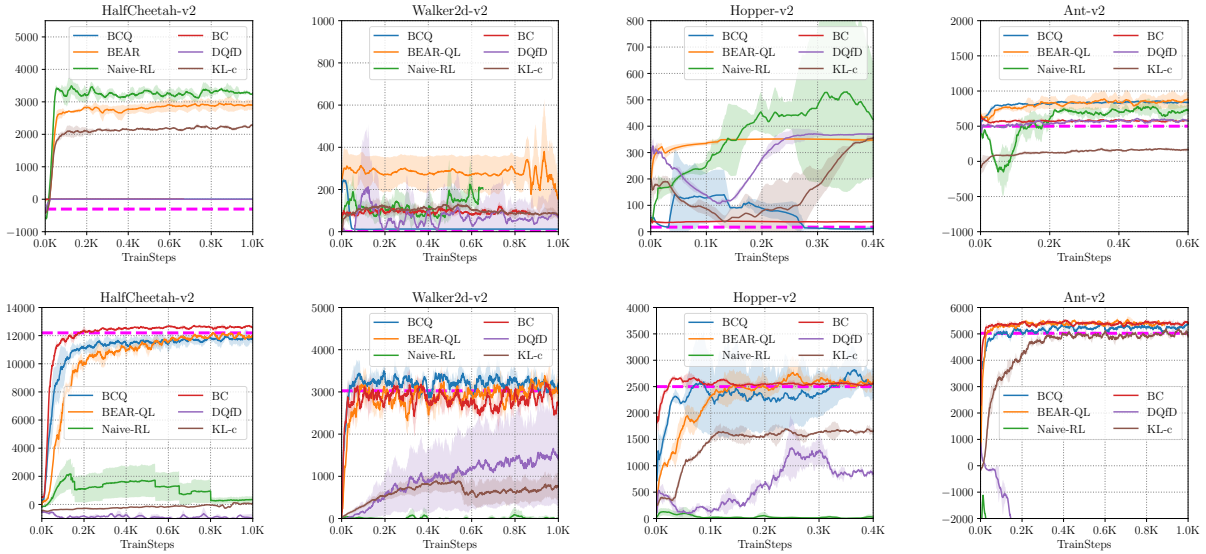 HalfCheetah-v2
5000
4000
3000
2000
1000
0
−1000
BCQ
BEAR
Naive-RL
BC
DQfD
KL-c
0.0K 0.2K 0.4K 0.6K 0.8K 1.0K
TrainSteps
Walker2d-v2
1000
800
600
400
200
0
BCQ
BEAR-QL
Naive-RL
BC
DQfD
KL-c
0.0K 0.2K 0.4K 0.6K 0.8K 1.0K
TrainSteps
Hopper-v2
800
700
600
500
400
300
200
100
0
BCQ
BEAR-QL
Naive-RL
BC
DQfD
KL-c
0.0K 0.1K 0.2K 0.3K 0.4K
TrainSteps
Ant-v2
2000
1500
1000
500
0
−500
−1000
BCQ
BEAR-QL
Naive-RL
BC
DQfD
KL-c
0.0K 0.2K 0.4K 0.6K
TrainSteps
HalfCheetah-v2
14000
12000
10000
8000
6000
4000
2000
0
BCQ
BEAR-QL
Naive-RL
BC
DQfD
KL-c
0.0K 0.2K 0.4K 0.6K 0.8K 1.0K
TrainSteps
Walker2d-v2
5000
4000
3000
2000
1000
0
BCQ
BEAR-QL
Naive-RL
BC
DQfD
KL-c
0.0K 0.2K 0.4K 0.6K 0.8K 1.0K
TrainSteps
Hopper-v2
4000
3500
3000
2500
2000
1500
1000
500
0
BCQ
BEAR-QL
Naive-RL
BC
DQfD
KL-c
0.0K 0.1K 0.2K 0.3K 0.4K
TrainSteps
Ant-v2
6000
5000
4000
3000
2000
1000
0
−1000
−2000
BCQ
BEAR-QL
Naive-RL
BC
DQfD
KL-c
0.0K 0.2K 0.4K 0.6K 0.8K 1.0K
TrainSteps